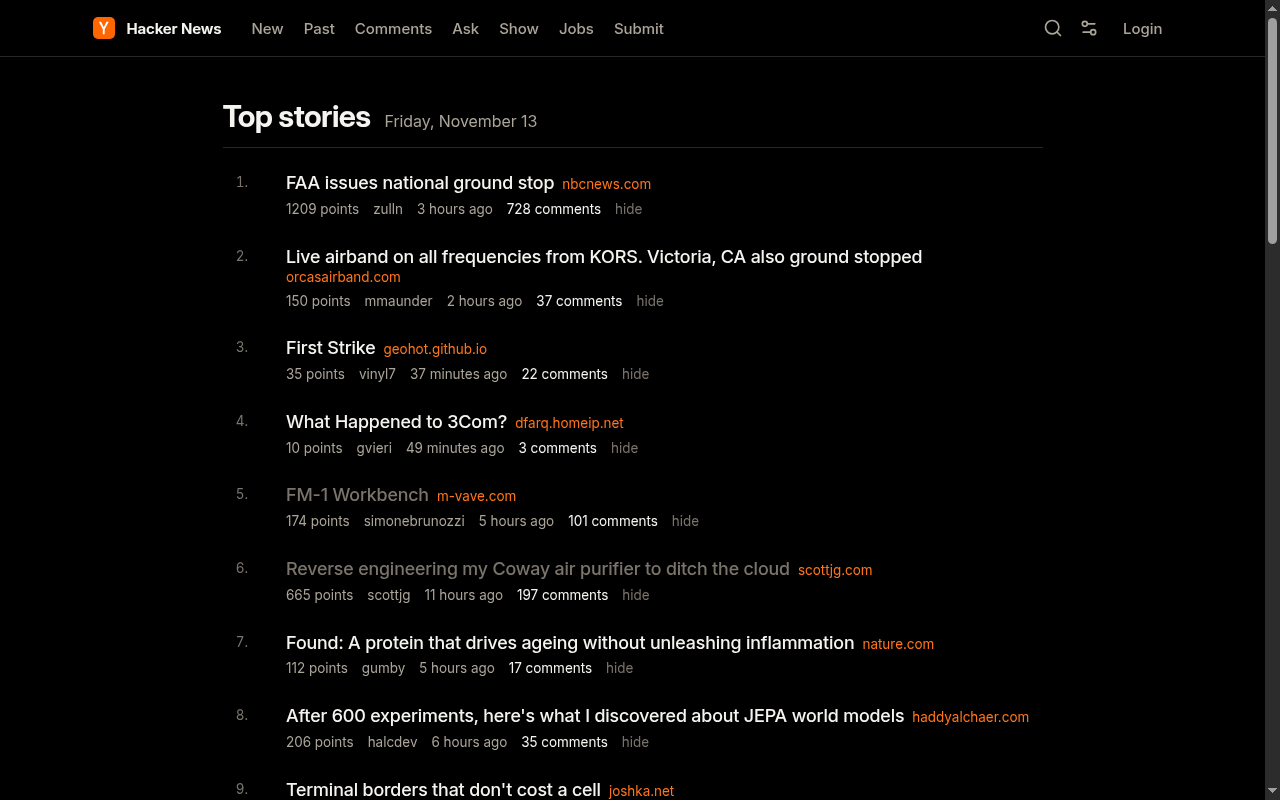 Y Hacker News New Past Comments Ask Show Jobs Submit Login
Top stories Friday, November 13
1. FAA issues national ground stop nbcnews.com
1209 points zulln 3 hours ago 728 comments hide
2. Live airband on all frequencies from KORS. Victoria, CA also ground stopped
orcasairband.com
150 points mmaunder 2 hours ago 37 comments hide
3. First Strike geohot.github.io
35 points vinyl7 37 minutes ago 22 comments hide
4. What Happened to 3Com? dfarq.homeip.net
10 points gvieri 49 minutes ago 3 comments hide
5. FM-1 Workbench m-vave.com
174 points simonebrunozzi 5 hours ago 101 comments hide
6. Reverse engineering my Coway air purifier to ditch the cloud scottjg.com
665 points scottjg 11 hours ago 197 comments hide
7. Found: A protein that drives ageing without unleashing inflammation nature.com
112 points gumby 5 hours ago 17 comments hide
8. After 600 experiments, here's what I discovered about JEPA world models haddyalchaer.com
206 points halcdev 6 hours ago 35 comments hide
9. Terminal borders that don't cost a cell joshka.net